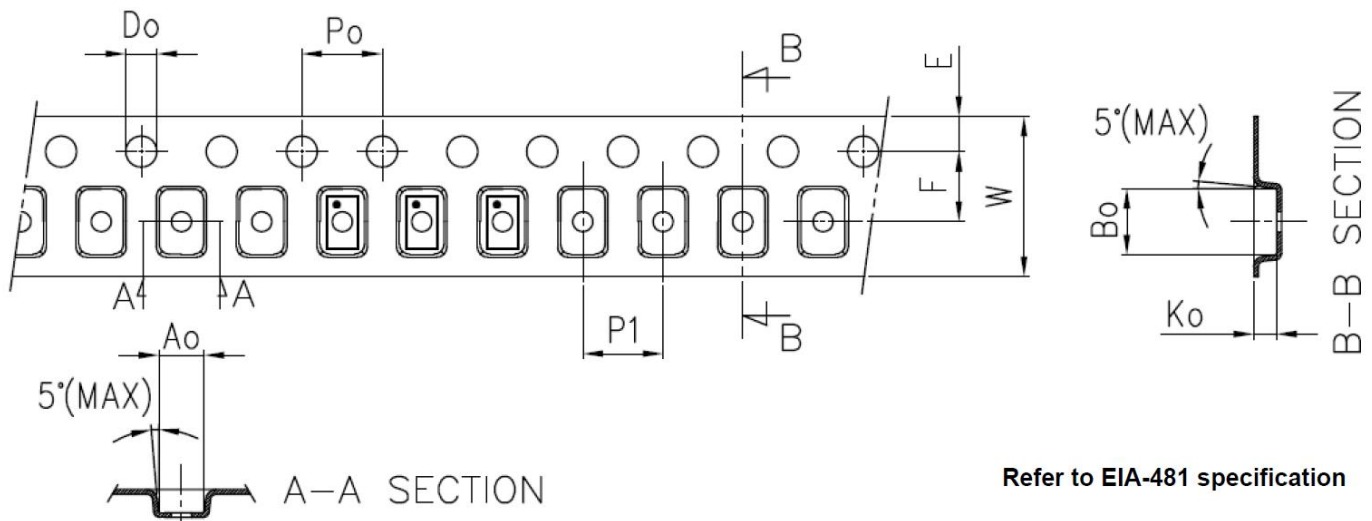 Do
Po
B
E
5°(MAX)
F
W
Bo
B-B SECTION
A
A
P1
B
Ko
Ao
5°(MAX)
A-A SECTION
Refer to EIA-481 specification